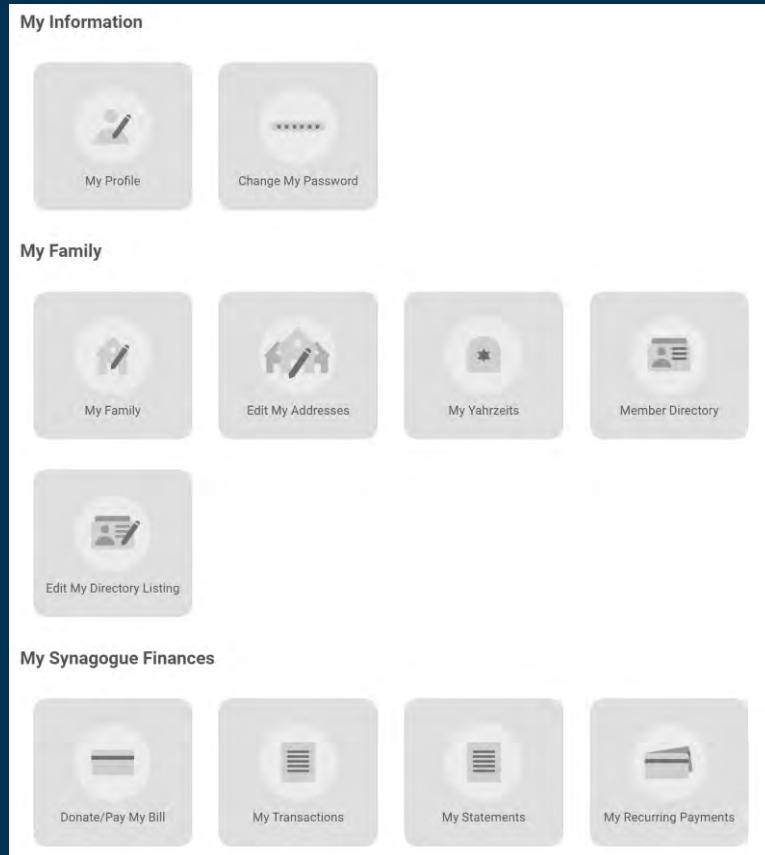 My Information
My Profile
Change My Password
My Family
My Family
Edit My Addresses
My Yahrzeits
Member Directory
Edit My Directory Listing
My Synagogue Finances
Donate/Pay My Bill
My Transactions
My Statements
My Recurring Payments